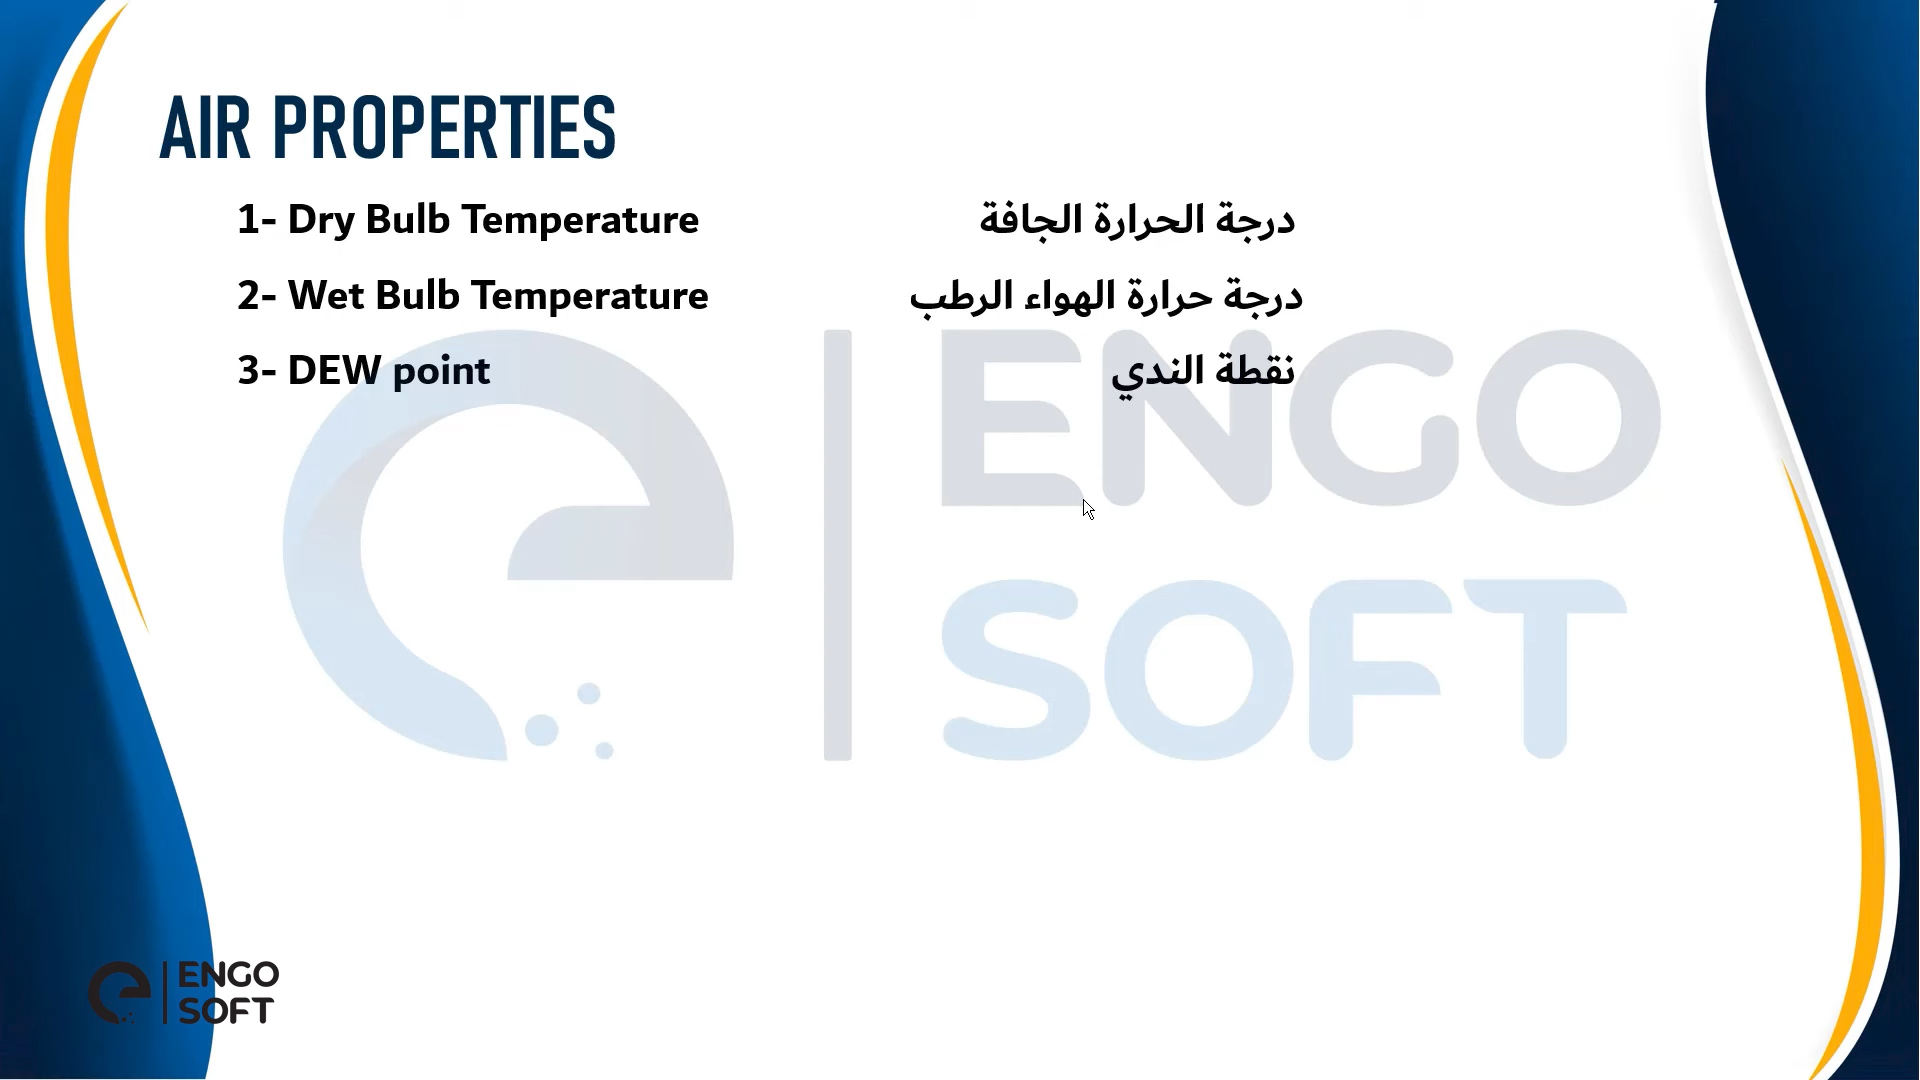 AIR PROPERTIES
1- Dry Bulb Temperature درجة الحرارة الجافة
2- Wet Bulb Temperature درجة حرارة الهواء الرطب
3- DEW point نقطة الندي
ENGO
SOFT
ENGO
SOFT